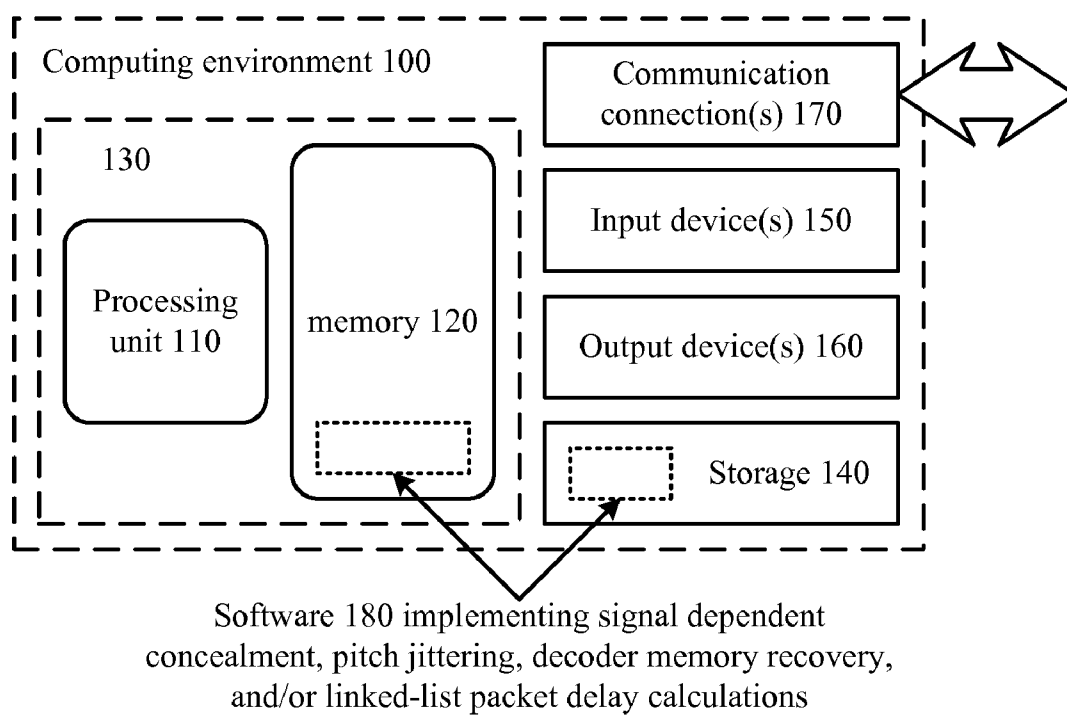 Computing environment 100
Communication
connection(s) 170
130
Processing
unit 110
memory 120
Input device(s) 150
Output device(s) 160
Storage 140
Software 180 implementing signal dependent
concealment, pitch jittering, decoder memory recovery,
and/or linked-list packet delay calculations